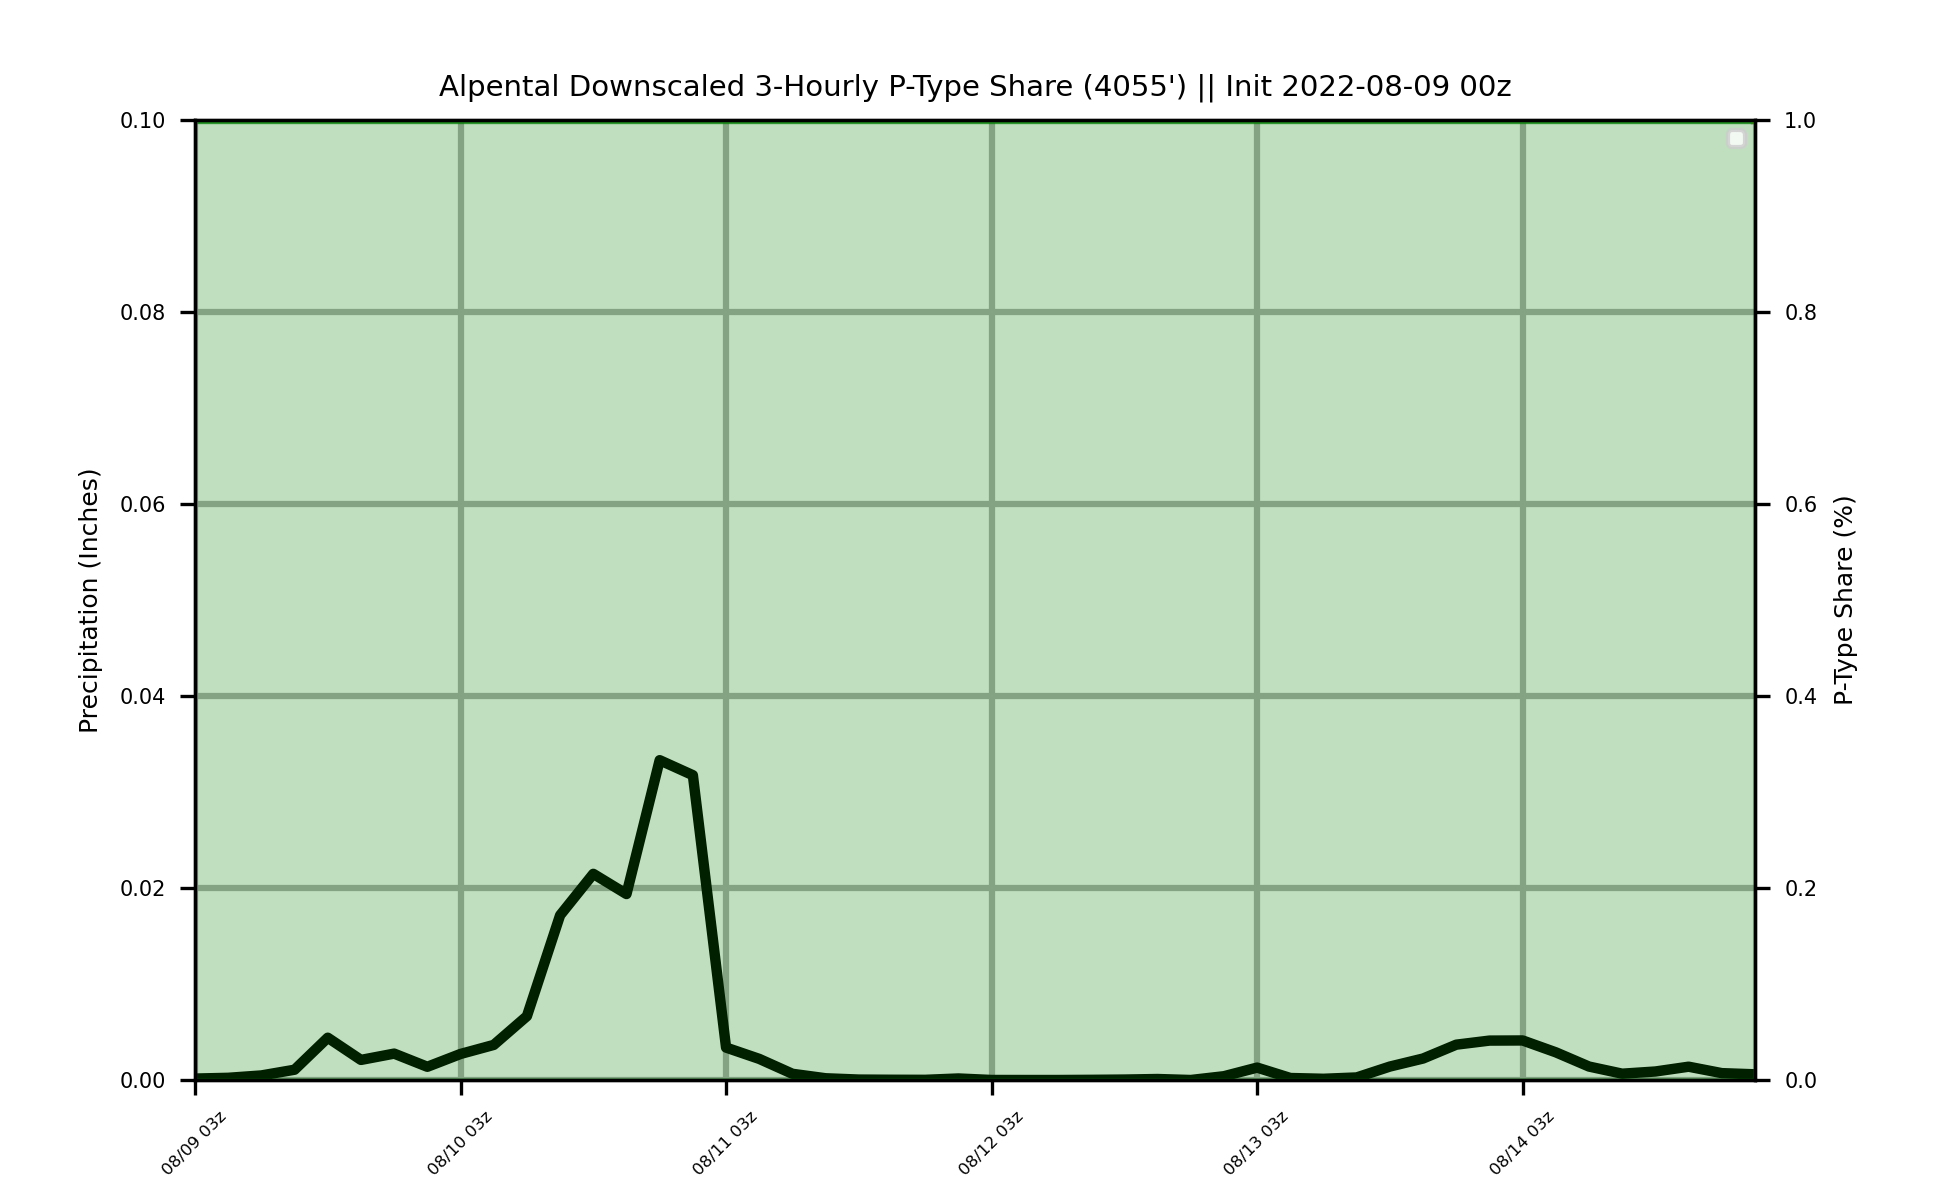 Alpental Downscaled 3-Hourly P-Type Share (4055') || Init 2022-08-09 00z
Precipitation (Inches)
0.10
0.08
0.06
0.04
0.02
0.00
1.0
0.8
0.6
0.4
0.2
0.0
P-Type Share (%)
08/09 03z
08/10 03z
08/11 03z
08/12 03z
08/13 03z
08/14 03z